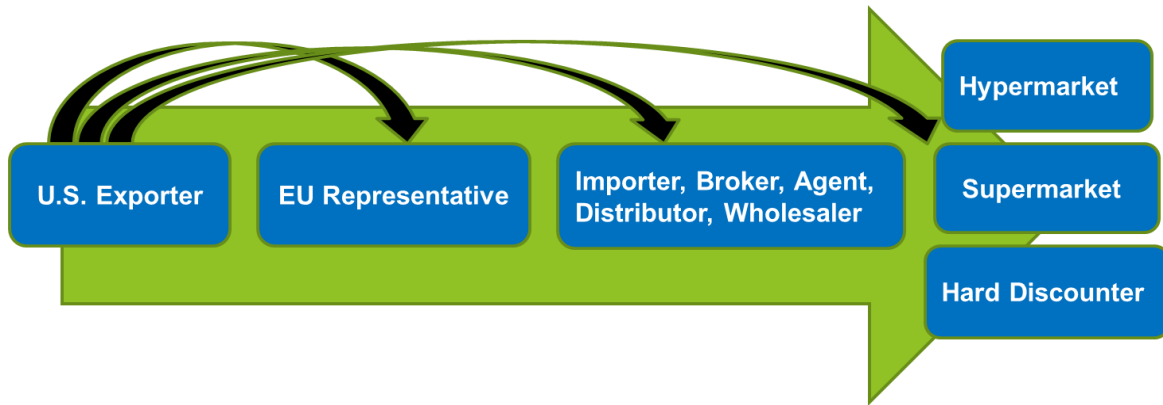 U.S. Exporter
EU Representative
Importer, Broker, Agent,
Distributor, Wholesaler
Hypermarket
Supermarket
Hard Discounter